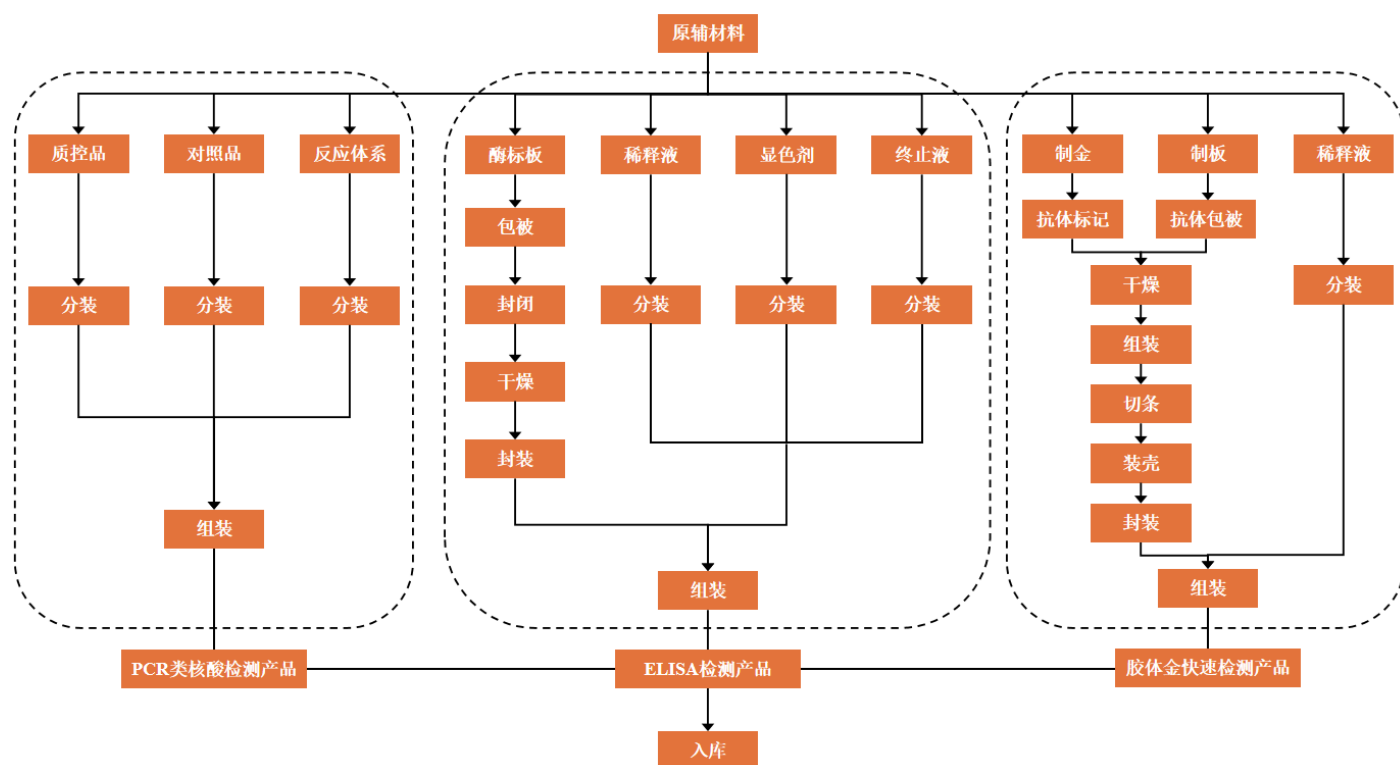 原辅材料
质控品
对照品
反应体系
酶标板
稀释液
显色剂
终止液
制金
制板
稀释液
包被
抗体标记
抗体包被
分装
分装
分装
封闭
分装
分装
分装
干燥
分装
组装
干燥
切条
封装
装壳
组装
封装
组装
组装
PCR类核酸检测产品
ELISA检测产品
胶体金快速检测产品
入库